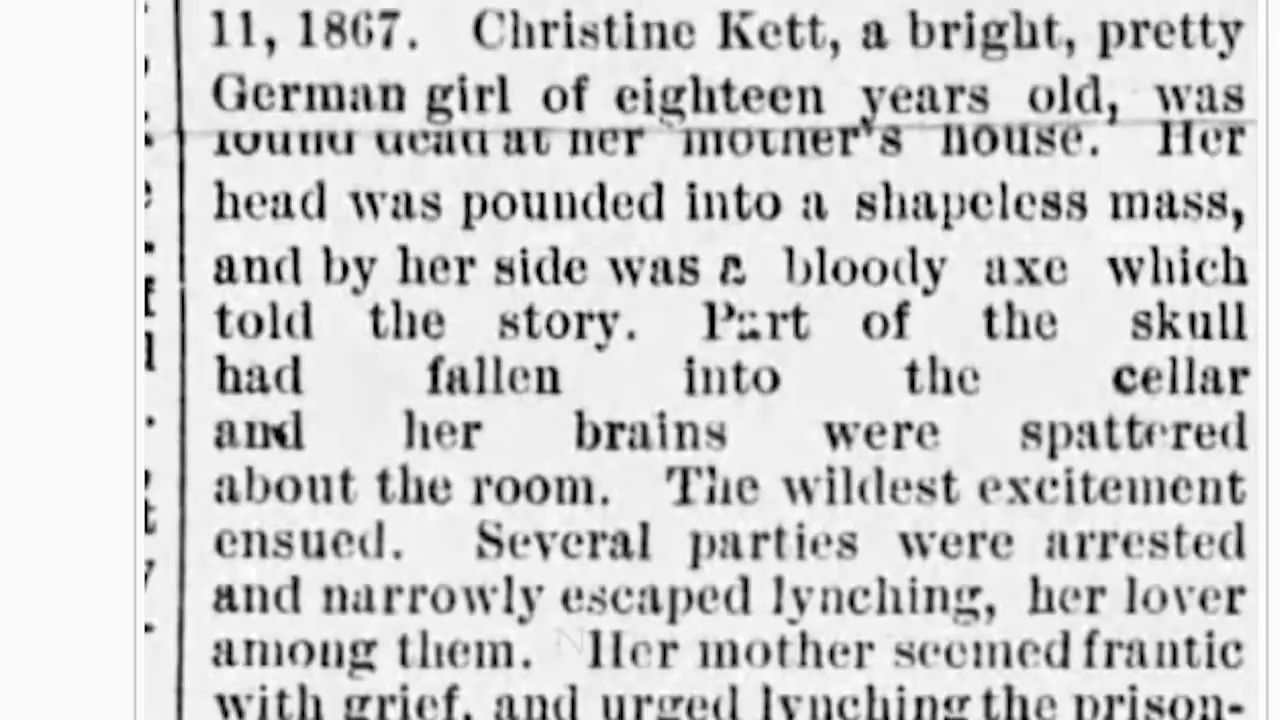 11, 1867. Christine Kett, a bright, pretty
German girl of eighteen years old, was
found dead at her mother's house. Her
head was pounded into a shapeless mass,
and by her side was a bloody axe which
told the story. Part of the skull
had fallen into the cellar
and her brains were spattered
about the room. The wildest excitement
ensued. Several parties were arrested
and narrowly escaped lynching, her lover
among them. Her mother seemed frantic
with grief, and urged lynching the prison-